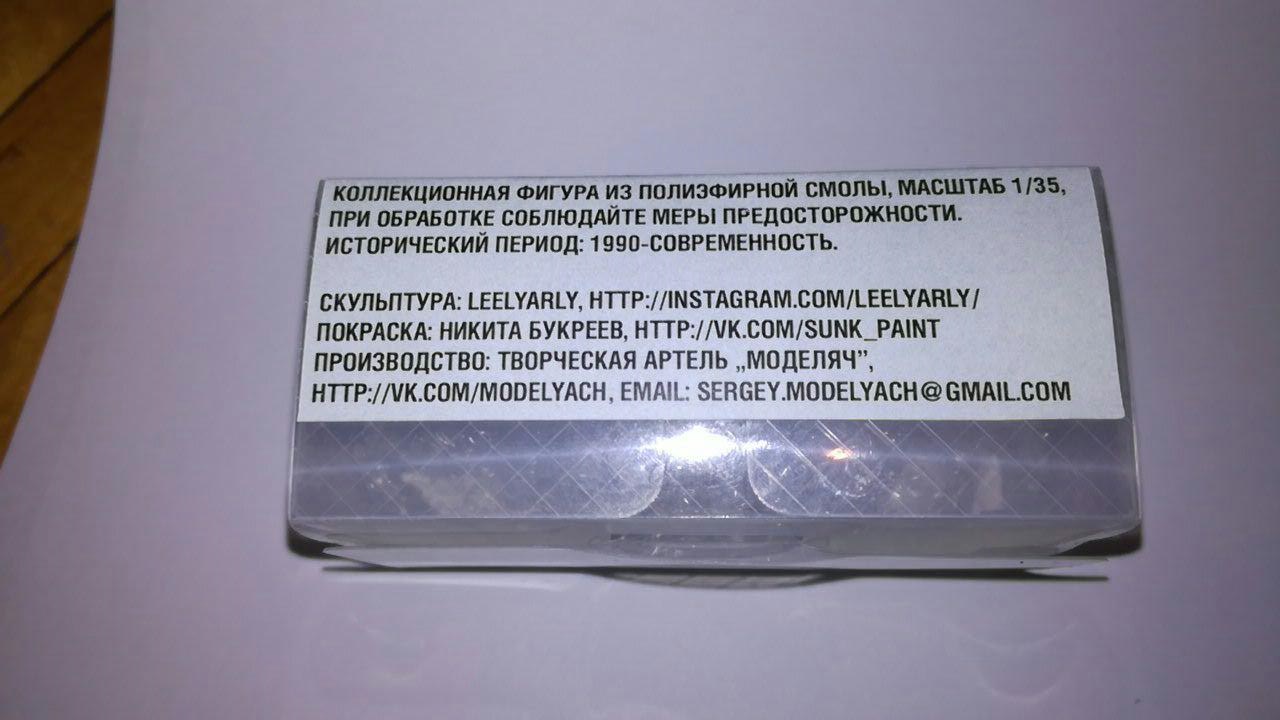 КОЛЛЕКЦИОННАЯ ФИГУРА ИЗ ПОЛИЭФИРНОЙ СМОЛЫ, МАСШТАБ 1/35,
ПРИ ОБРАБОТКЕ СОБЛЮДАЙТЕ МЕРЫ ПРЕДОСТОРОЖНОСТИ.
ИСТОРИЧЕСКИЙ ПЕРИОД: 1990-СОВРЕМЕННОСТЬ.
СКУЛЬПТУРА: LEELYARLY, HTTP://INSTAGRAM.COM/LEELYARLY/
ПОКРАСКА: НИКИТА БУКРЕЕВ, HTTP://VK.COM/SUNK_PAINT
ПРОИЗВОДСТВО: ТВОРЧЕСКАЯ АРТЕЛЬ „МОДЕЛЯЧ”,
HTTP://VK.COM/MODELYACH, EMAIL: SERGEY.MODELYACH@GMAIL.COM